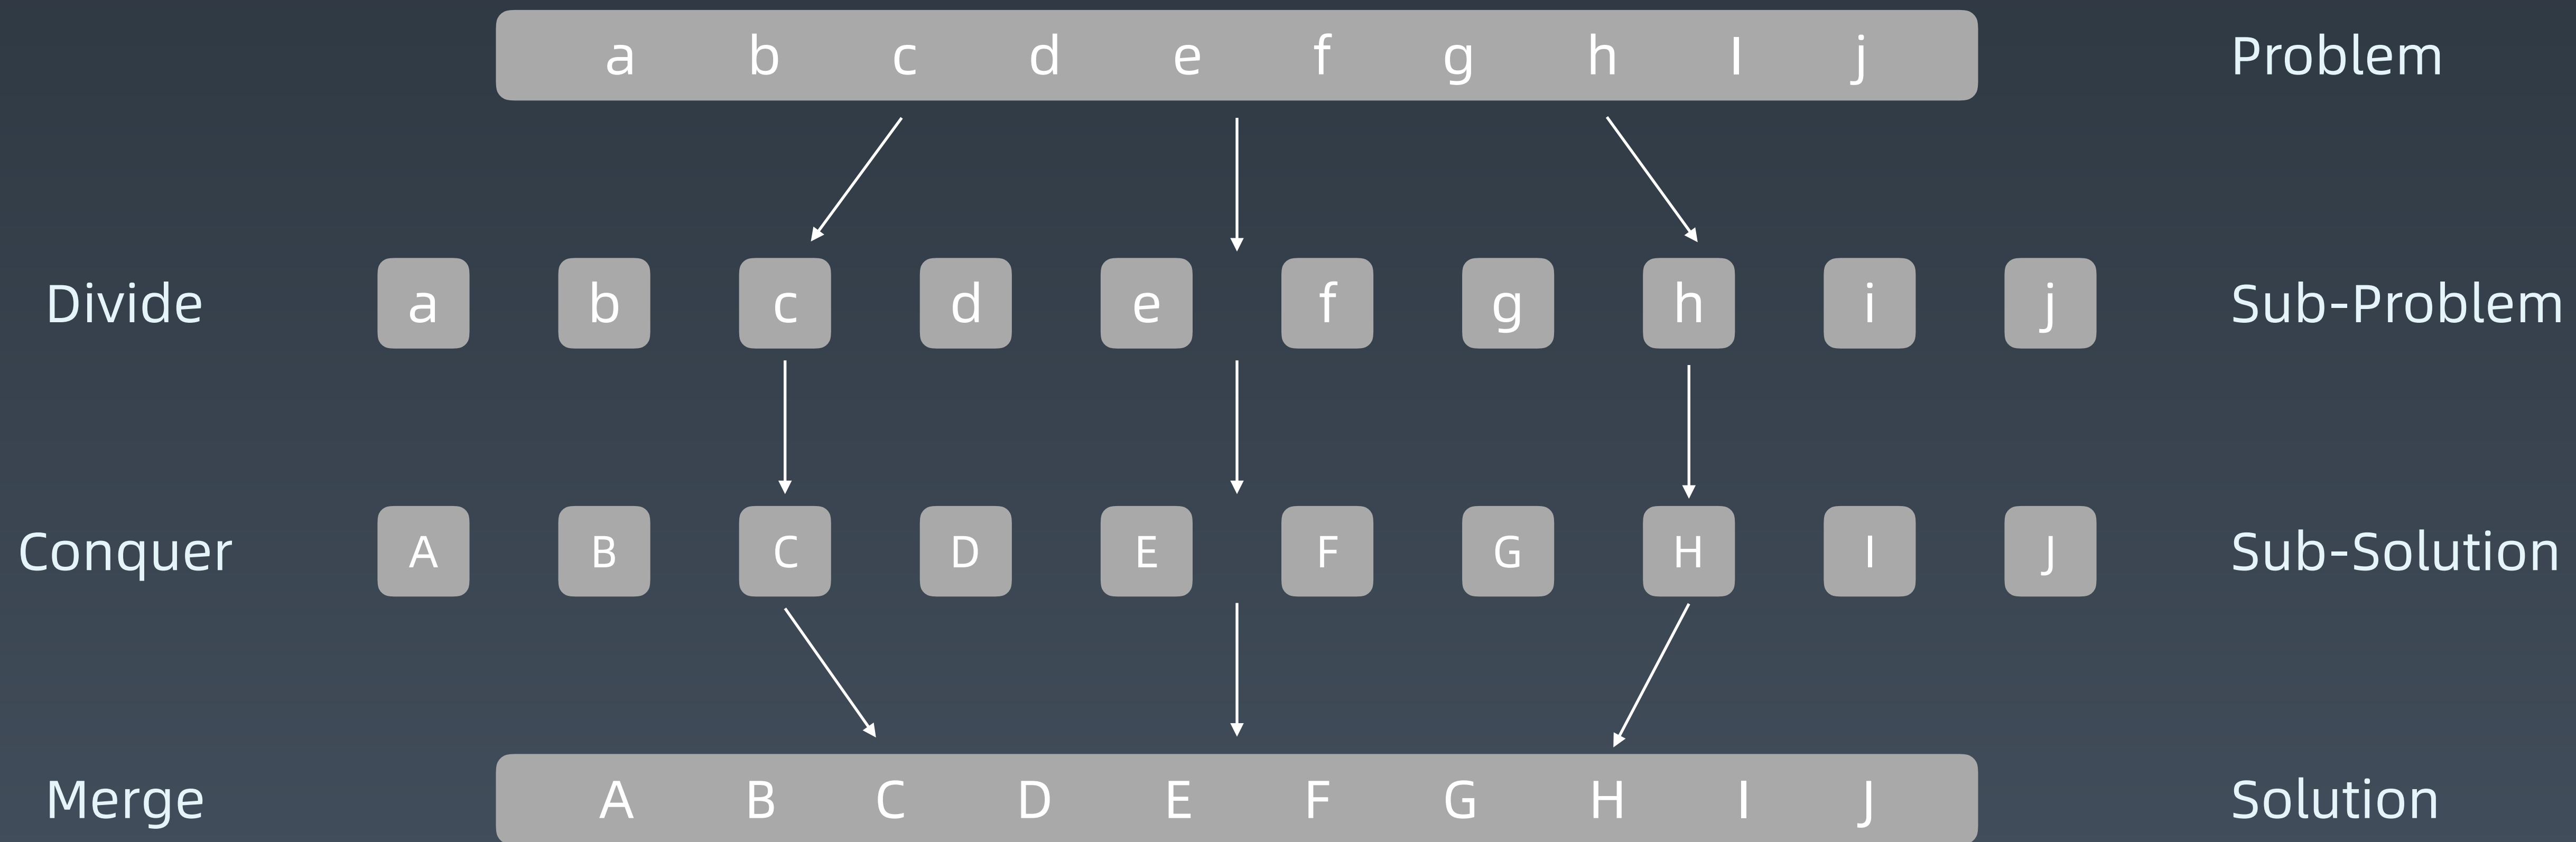 a b c d e f g h I j Problem
Divide a b c d e f g h i j Sub-Problem
Conquer A B C D E F G H I J Sub-Solution
Merge A B C D E F G H I J Solution